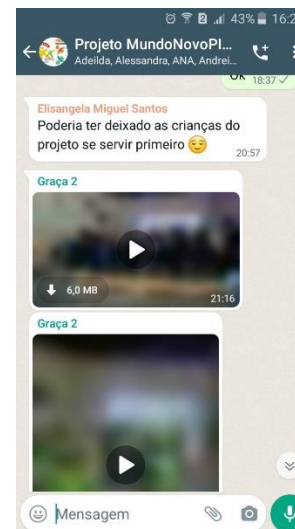 43% 16:2
Projeto MundoNovoPl...
Adeilda, Alessandra, ANA, Andrei...
OK 18:37
Elisangela Miguel Santos
Poderia ter deixado as crianças do
projeto se servir primeiro
20:57
Graça 2
6,0 MB
21:16
Graça 2
Mensagem